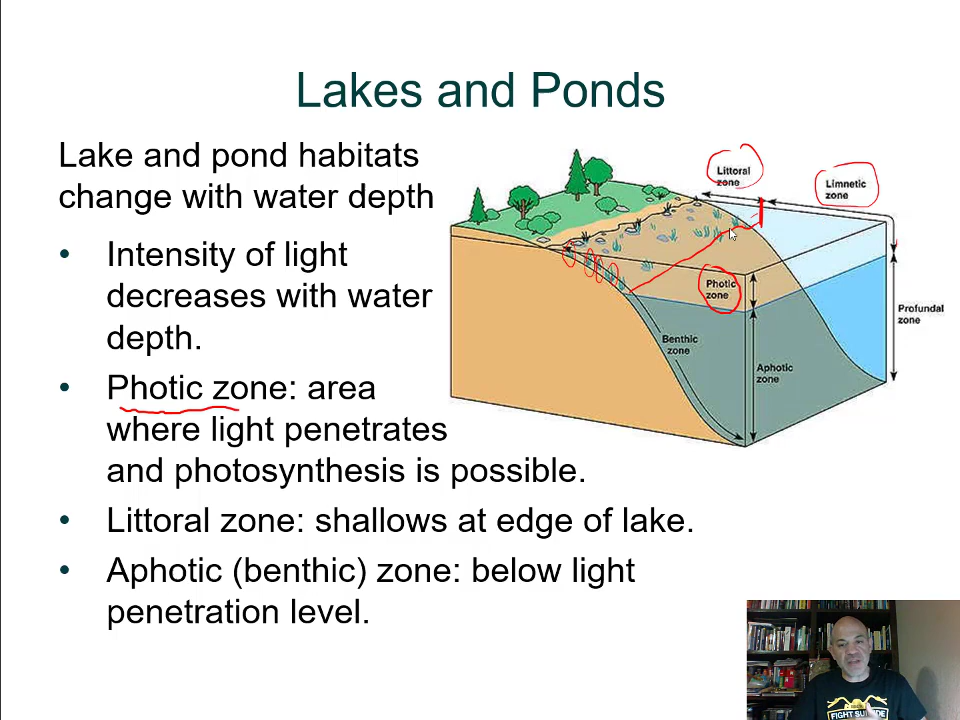 Lakes and Ponds
Lake and pond habitats
change with water depth
• Intensity of light
decreases with water
depth.
• Photic zone: area
where light penetrates
and photosynthesis is possible.
• Littoral zone: shallows at edge of lake.
• Aphotic (benthic) zone: below light
penetration level.
Littoral
zone
Limnetic
zone
Photic
zone
Profundal
zone
Benthic
zone
Aphotic
zone
FIGHT